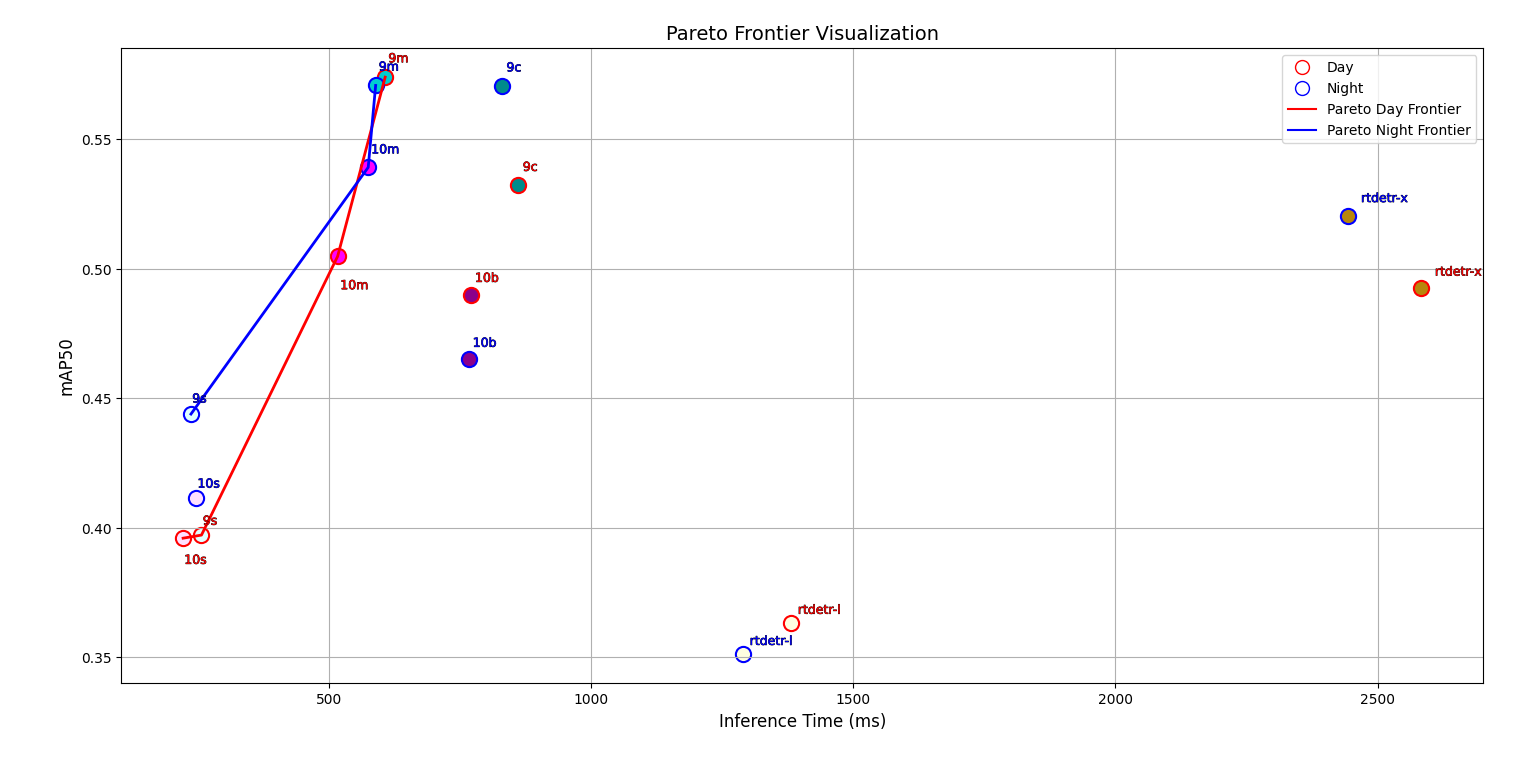 Pareto Frontier Visualization
9m
9m
9c
Day
Night
Pareto Day Frontier
Pareto Night Frontier
0.55
10m
9c
rtdetr-x
0.50
10m
10b
rtdetr-x
10b
mAP50
0.45
9s
10s
0.40
9s
10s
rtdetr-l
rtdetr-l
0.35
500
1000
1500
2000
2500
Inference Time (ms)